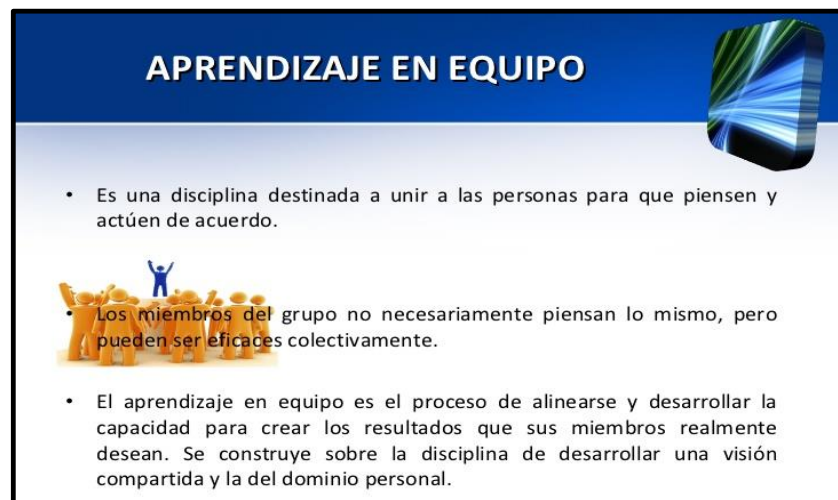 APRENDIZAJE EN EQUIPO
• Es una disciplina destinada a unir a las personas para que piensen y
actúen de acuerdo.
• Los miembros del grupo no necesariamente piensan lo mismo, pero
pueden ser eficaces colectivamente.
• El aprendizaje en equipo es el proceso de alinearse y desarrollar la
capacidad para crear los resultados que sus miembros realmente
desean. Se construye sobre la disciplina de desarrollar una visión
compartida y la del dominio personal.